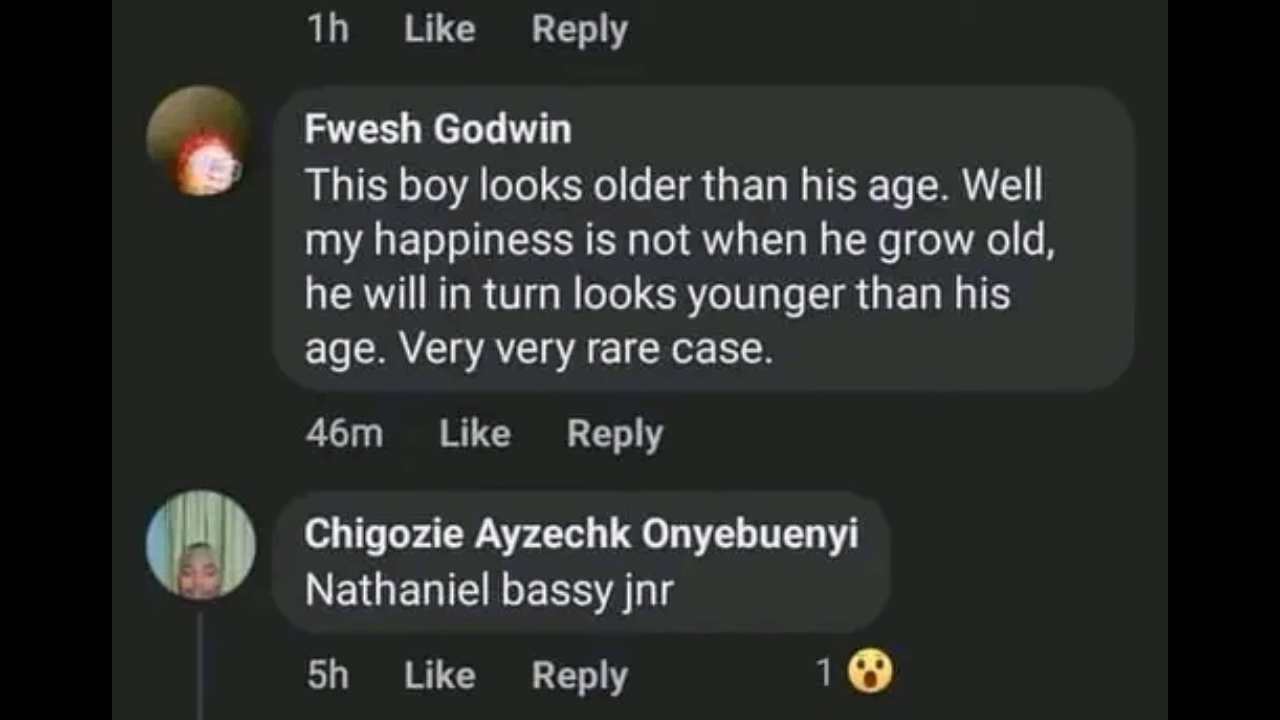 1h Like Reply
Fwesh Godwin
This boy looks older than his age. Well
my happiness is not when he grow old,
he will in turn looks younger than his
age. Very very rare case.
46m Like Reply
Chigozie Ayzechk Onyebuenyi
Nathaniel bassy jnr
5h Like Reply 1 😮